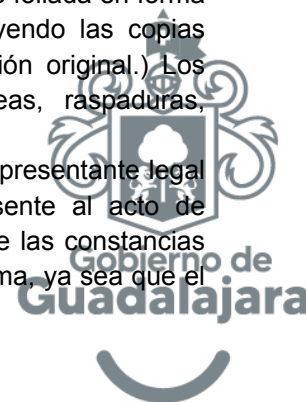 s foliada en forma
yendo las copias
ión original.) Los
eas, raspaduras,
presentante legal
sente al acto de
e las constancias
ma, ya sea que el
Gobierno de
Guadalajara